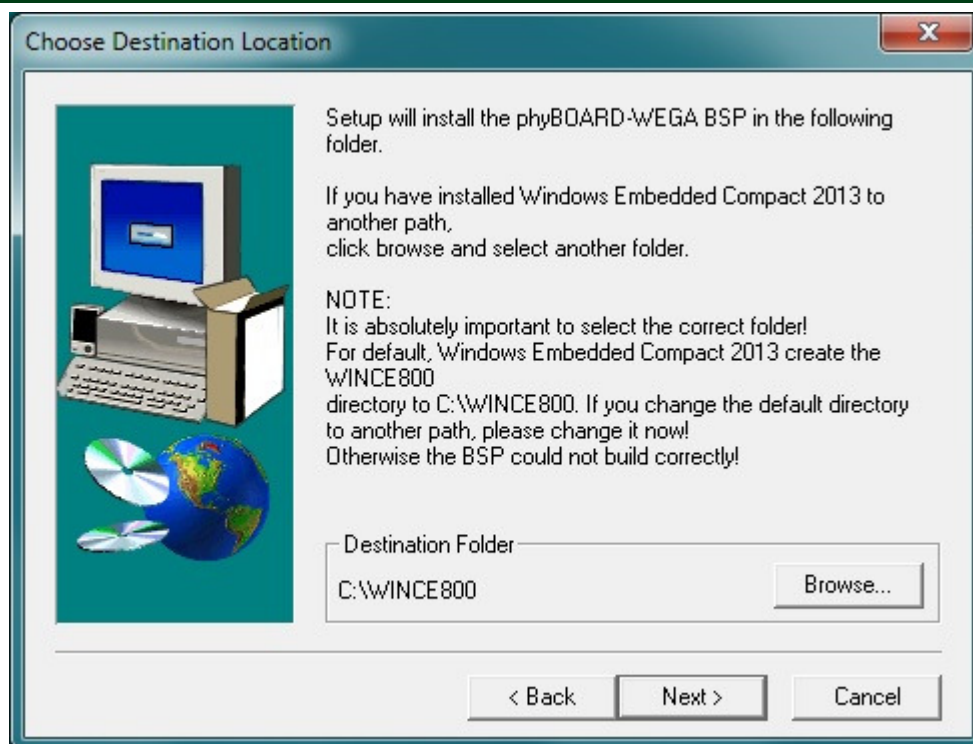 Choose Destination Location
Setup will install the phyBOARD-WEGA BSP in the following
folder.
If you have installed Windows Embedded Compact 2013 to
another path,
click browse and select another folder.
NOTE:
It is absolutely important to select the correct folder!
For default, Windows Embedded Compact 2013 create the
WINCE800
directory to C:\WINCE800. If you change the default directory
to another path, please change it now!
Otherwise the BSP could not build correctly!
Destination Folder
C:\WINCE800
Browse...
< Back
Next >
Cancel